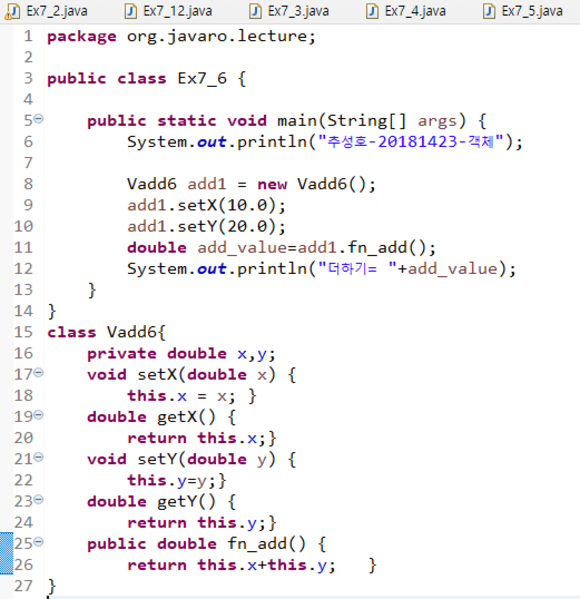 Ex7_2.java Ex7_12.java Ex7_3.java Ex7_4.java Ex7_5.java
1 package org.javaro.lecture;
2
3 public class Ex7_6 {
4
5 public static void main(String[] args) {
6 System.out.println("추성호-20181423-객체");
7
8 Vadd6 add1 = new Vadd6();
9 add1.setX(10.0);
10 add1.setY(20.0);
11 double add_value=add1.fn_add();
12 System.out.println("더하기= "+add_value);
13 }
14 }
15 class Vadd6{
16 private double x,y;
17 void setX(double x) {
18 this.x = x; }
19 double getX() {
20 return this.x;}
21 void setY(double y) {
22 this.y=y;}
23 double getY() {
24 return this.y;}
25 public double fn_add() {
26 return this.x+this.y; }
27 }